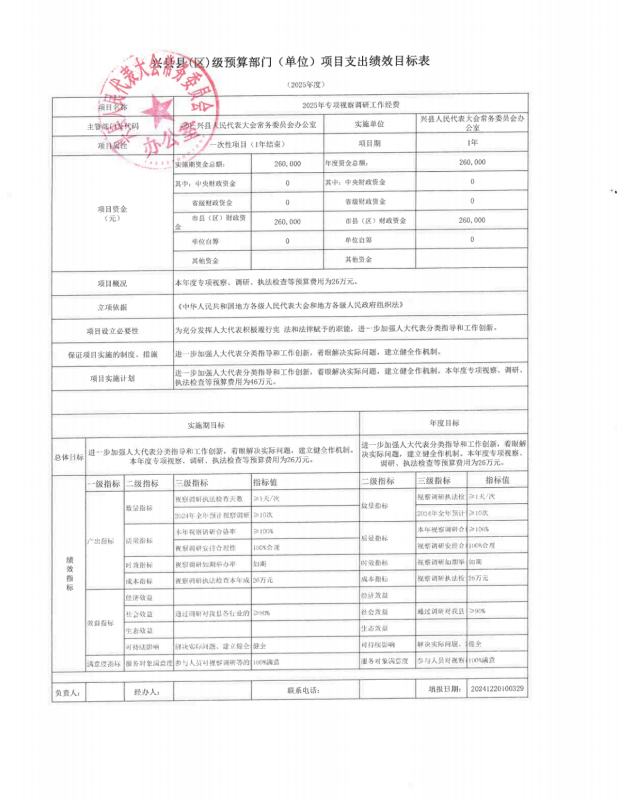 兴县县(区)级预算部门（单位）项目支出绩效目标表
（2025年度）
项目名称 2025年专项视察调研工作经费
主管部门及代码 兴县人民代表大会常务委员会办公室 实施单位 兴县人民代表大会常务委员会办公室
项目属性 一次性项目（1年结束） 项目期 1年
项目资金（元） 实施期资金总额： 260,000 年度资金总额： 260,000
其中：中央财政资金 0 其中：中央财政资金 0
省级财政资金 0 省级财政资金 0
市县（区）财政资金 260,000 市县（区）财政资金 260,000
单位自筹 0 单位自筹 0
其他资金 其他资金
项目概况 本年度专项视察、调研、执法检查等预算费用为26万元。
立项依据 《中华人民共和国地方各级人民代表大会和地方各级人民政府组织法》
项目设立必要性 为充分发挥人大代表积极履行宪 法和法律赋予的职能，进一步加强人大代表分类指导和工作创新。
保证项目实施的制度、措施 进一步加强人大代表分类指导和工作创新，着眼解决实际问题，建立健全作机制。
项目实施计划 进一步加强人大代表分类指导和工作创新，着眼解决实际问题，建立健全作机制。本年度专项视察、调研、
执法检查等预算费用为46万元。
实施期目标 年度目标
总体目标 进一步加强人大代表分类指导和工作创新，着眼解决实际问题，建立健全作机制。
本年度专项视察、调研、执法检查等预算费用为26万元。
进一步加强人大代表分类指导和工作创新，着眼解
决实际问题，建立健全作机制。本年度专项视察、
调研、执法检查等预算费用为26万元。
绩效指标
一级指标 二级指标 三级指标 指标值 二级指标 三级指标 指标值
产出指标 数量指标 视察调研执法检查天数 ≥1天/次 数量指标 视察调研执法检 ≥1天/次
2024年全年预计视察调研 ≥10次 2024年全年预计 ≥10次
质量指标 本年视察调研合格率 ≥100% 质量指标 本年视察调研合 ≥100%
视察调研安排合理性 100%合理 视察调研安排合 100%合理
时效指标 视察调研如期举办率 如期 时效指标 视察调研如期举 如期
成本指标 视察调研执法检查本年成 26万元 成本指标 视察调研执法检 26万元
效益指标 经济效益 经济效益
社会效益 通过调研对我县各行业的 ≥90% 社会效益 通过调研对我县 ≥90%
生态效益 生态效益
可持续影响 解决实际问题、建立健全 健全 可持续影响 解决实际问题、 健全
满意度指标 服务对象满意度 参与人员对视察调研等的 100%满意 服务对象满意度 参与人员对视察 100%满意
负责人： 经办人： 联系电话： 填报日期： 20241220100329